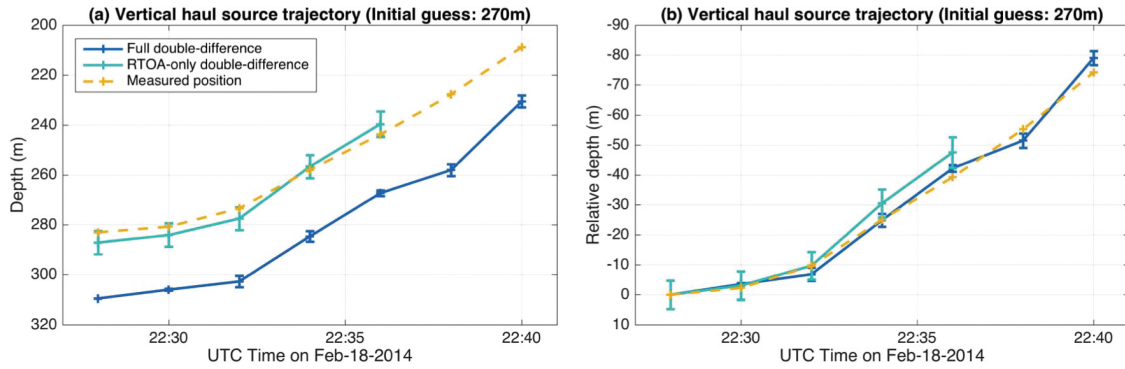 (a) Vertical haul source trajectory (Initial guess: 270m)
200
220
240
260
280
300
320
Depth (m)
Full double-difference
RTOA-only double-difference
Measured position
22:30
22:35
22:40
UTC Time on Feb-18-2014
(b) Vertical haul source trajectory (Initial guess: 270m)
-90
-80
-70
-60
-50
-40
-30
-20
-10
0
10
Relative depth (m)
22:30
22:35
22:40
UTC Time on Feb-18-2014